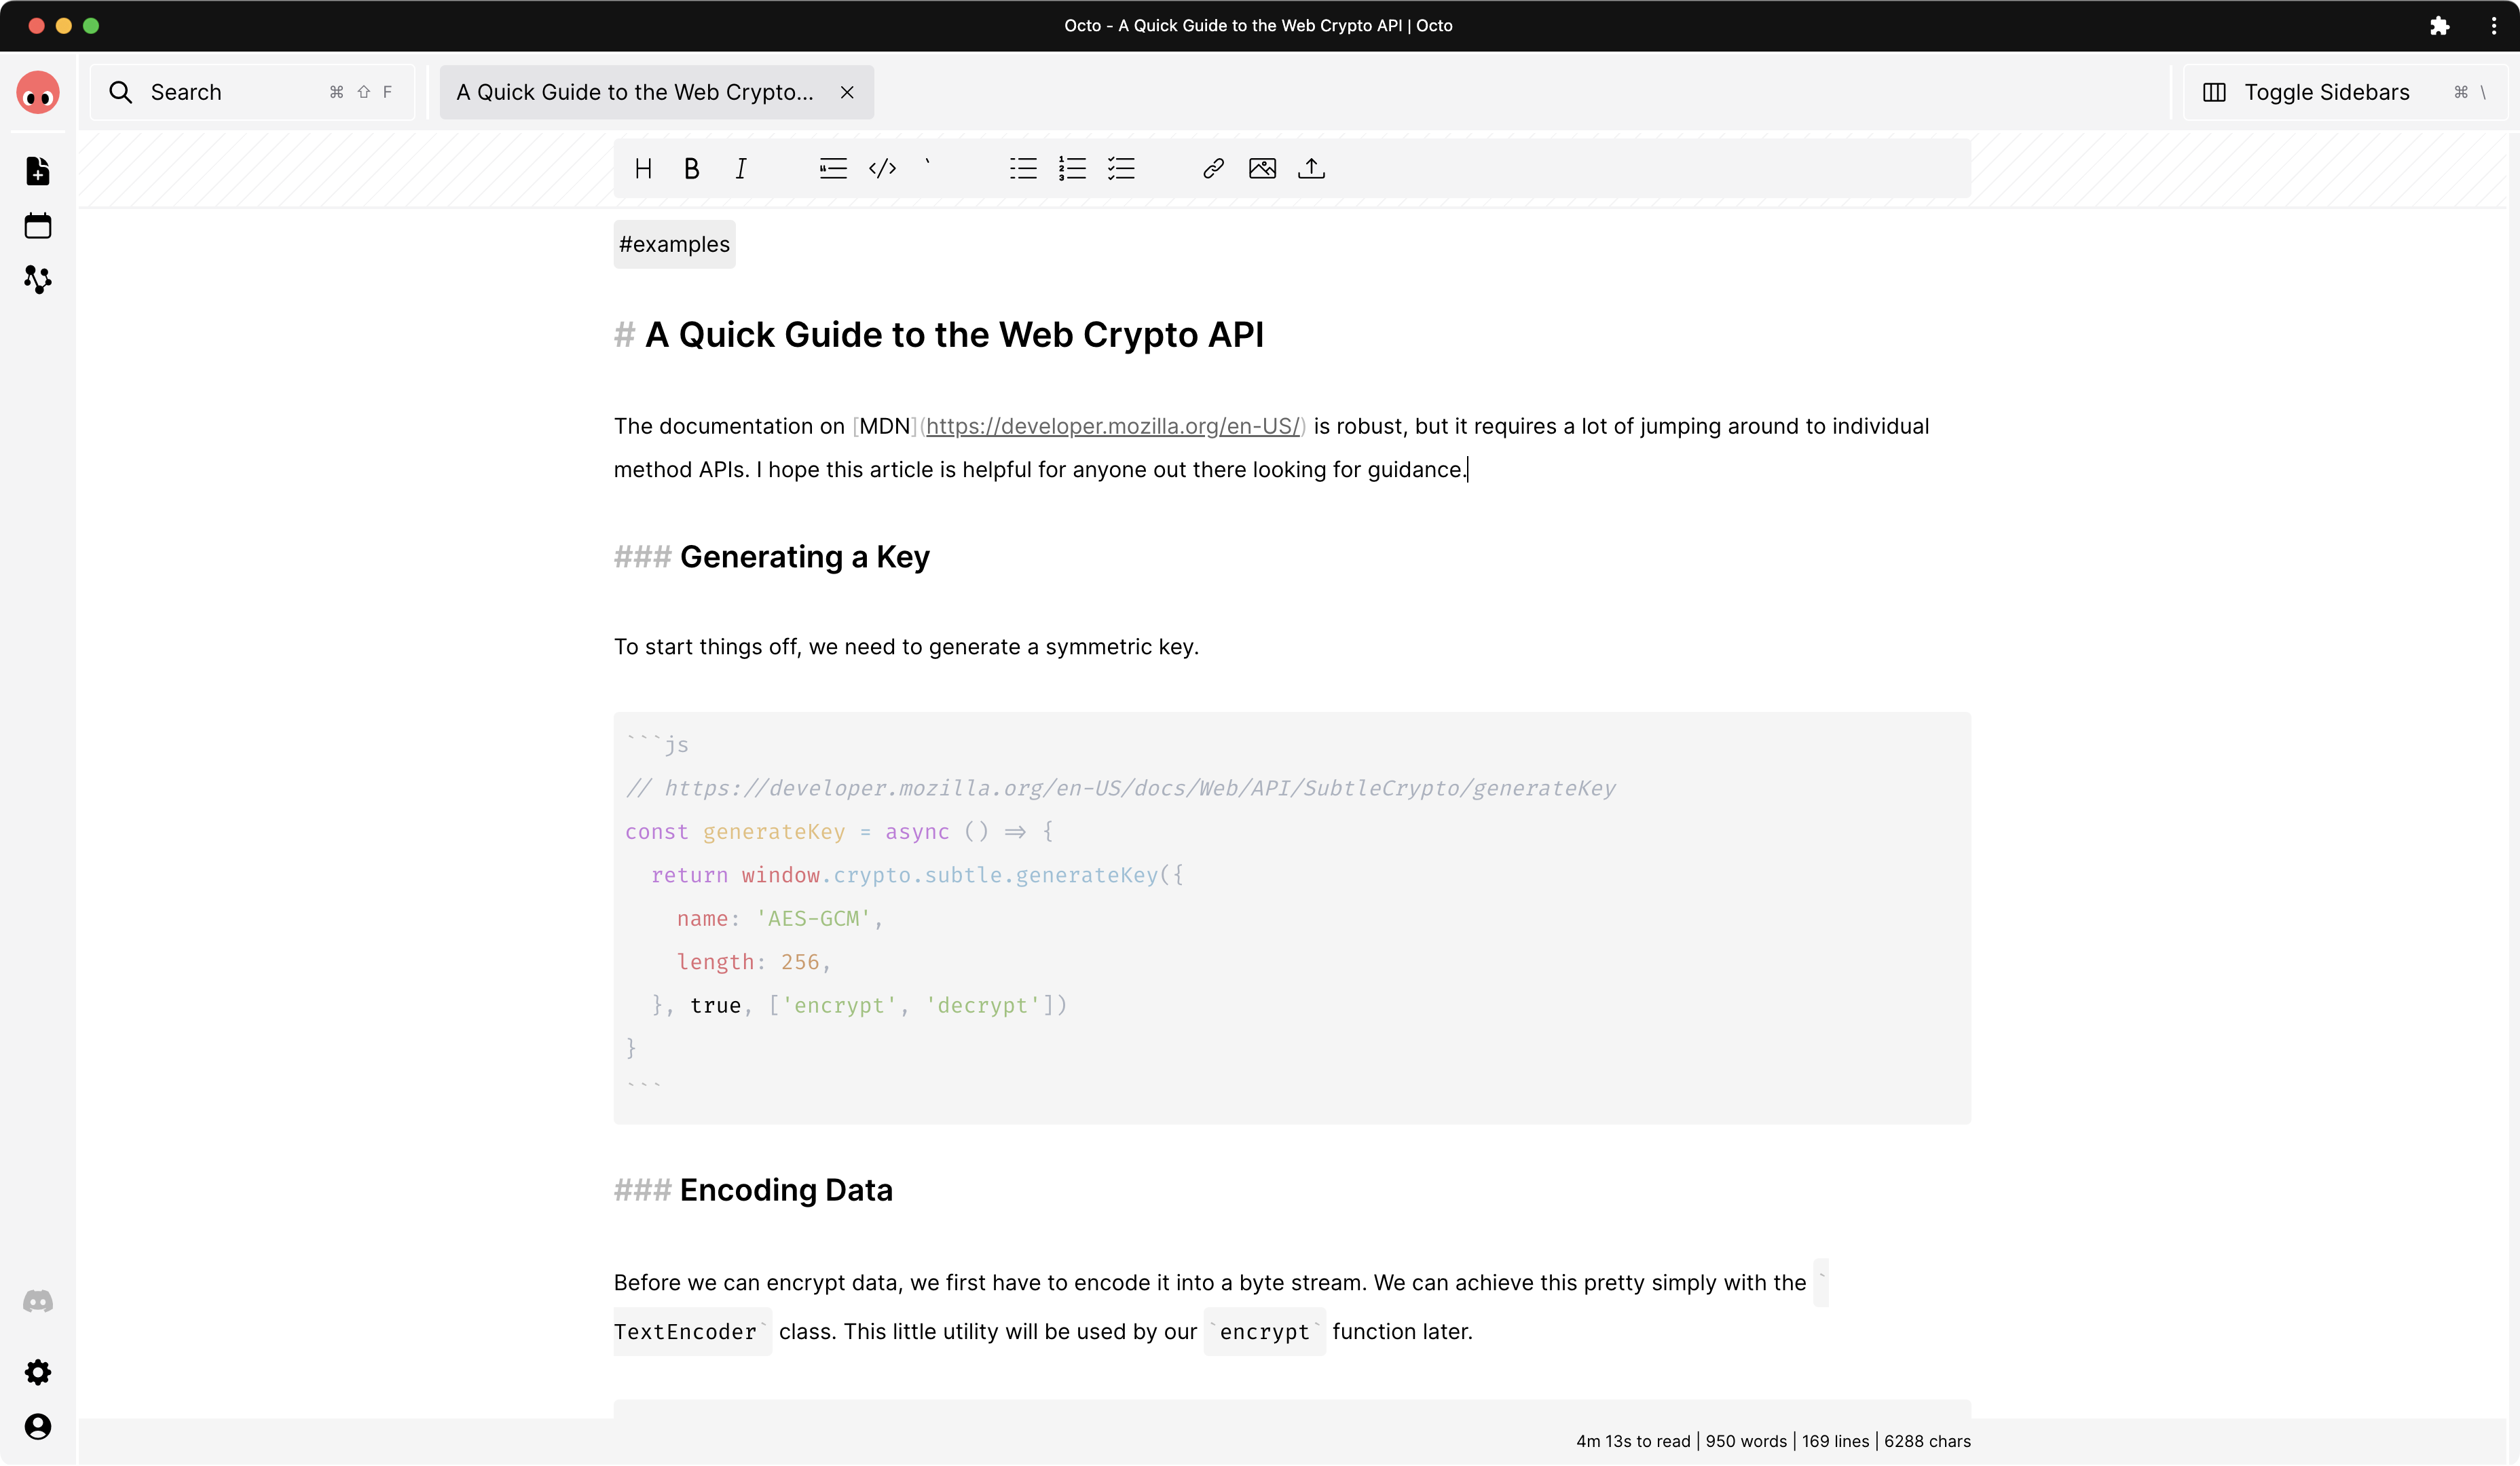 Octo - A Quick Guide to the Web Crypto API | Octo
Search ⌘ ⇧ F
A Quick Guide to the Web Crypto...
Toggle Sidebars ⌘ \
#examples
# A Quick Guide to the Web Crypto API
The documentation on [MDN](https://developer.mozilla.org/en-US/) is robust, but it requires a lot of jumping around to individual
method APIs. I hope this article is helpful for anyone out there looking for guidance.
### Generating a Key
To start things off, we need to generate a symmetric key.
```js
// https://developer.mozilla.org/en-US/docs/Web/API/SubtleCrypto/generateKey
const generateKey = async () => {
  return window.crypto.subtle.generateKey({
    name: 'AES-GCM',
    length: 256,
  }, true, ['encrypt', 'decrypt'])
}
```
### Encoding Data
Before we can encrypt data, we first have to encode it into a byte stream. We can achieve this pretty simply with the `
TextEncoder` class. This little utility will be used by our `encrypt` function later.
4m 13s to read | 950 words | 169 lines | 6288 chars